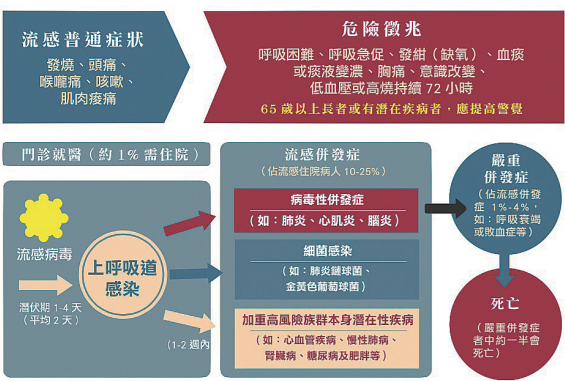 流感普通症狀
發燒、頭痛、
喉嚨痛、咳嗽、
肌肉痠痛
危險徵兆
呼吸困難、呼吸急促、發紺（缺氧）、血痰
或痰液變濃、胸痛、意識改變、
低血壓或高燒持續 72 小時
65 歲以上長者或有潛在疾病者，應提高警覺
門診就醫（約 1% 需住院）
流感病毒
潛伏期 1-4 天
（平均 2 天）
上呼吸道
感染
(1-2 週內)
流感併發症
（佔流感住院病人 10-25%）
病毒性併發症
（如：肺炎、心肌炎、腦炎）
細菌感染
（如：肺炎鏈球菌、
金黃色葡萄球菌）
加重高風險族群本身潛在性疾病
（如：心血管疾病、慢性肺病、
腎臟病、糖尿病及肥胖等）
嚴重
併發症
（佔流感併發
症 1%-4%，
如：呼吸衰竭
或敗血症等）
死亡
（嚴重併發症
者中約一半會
死亡）